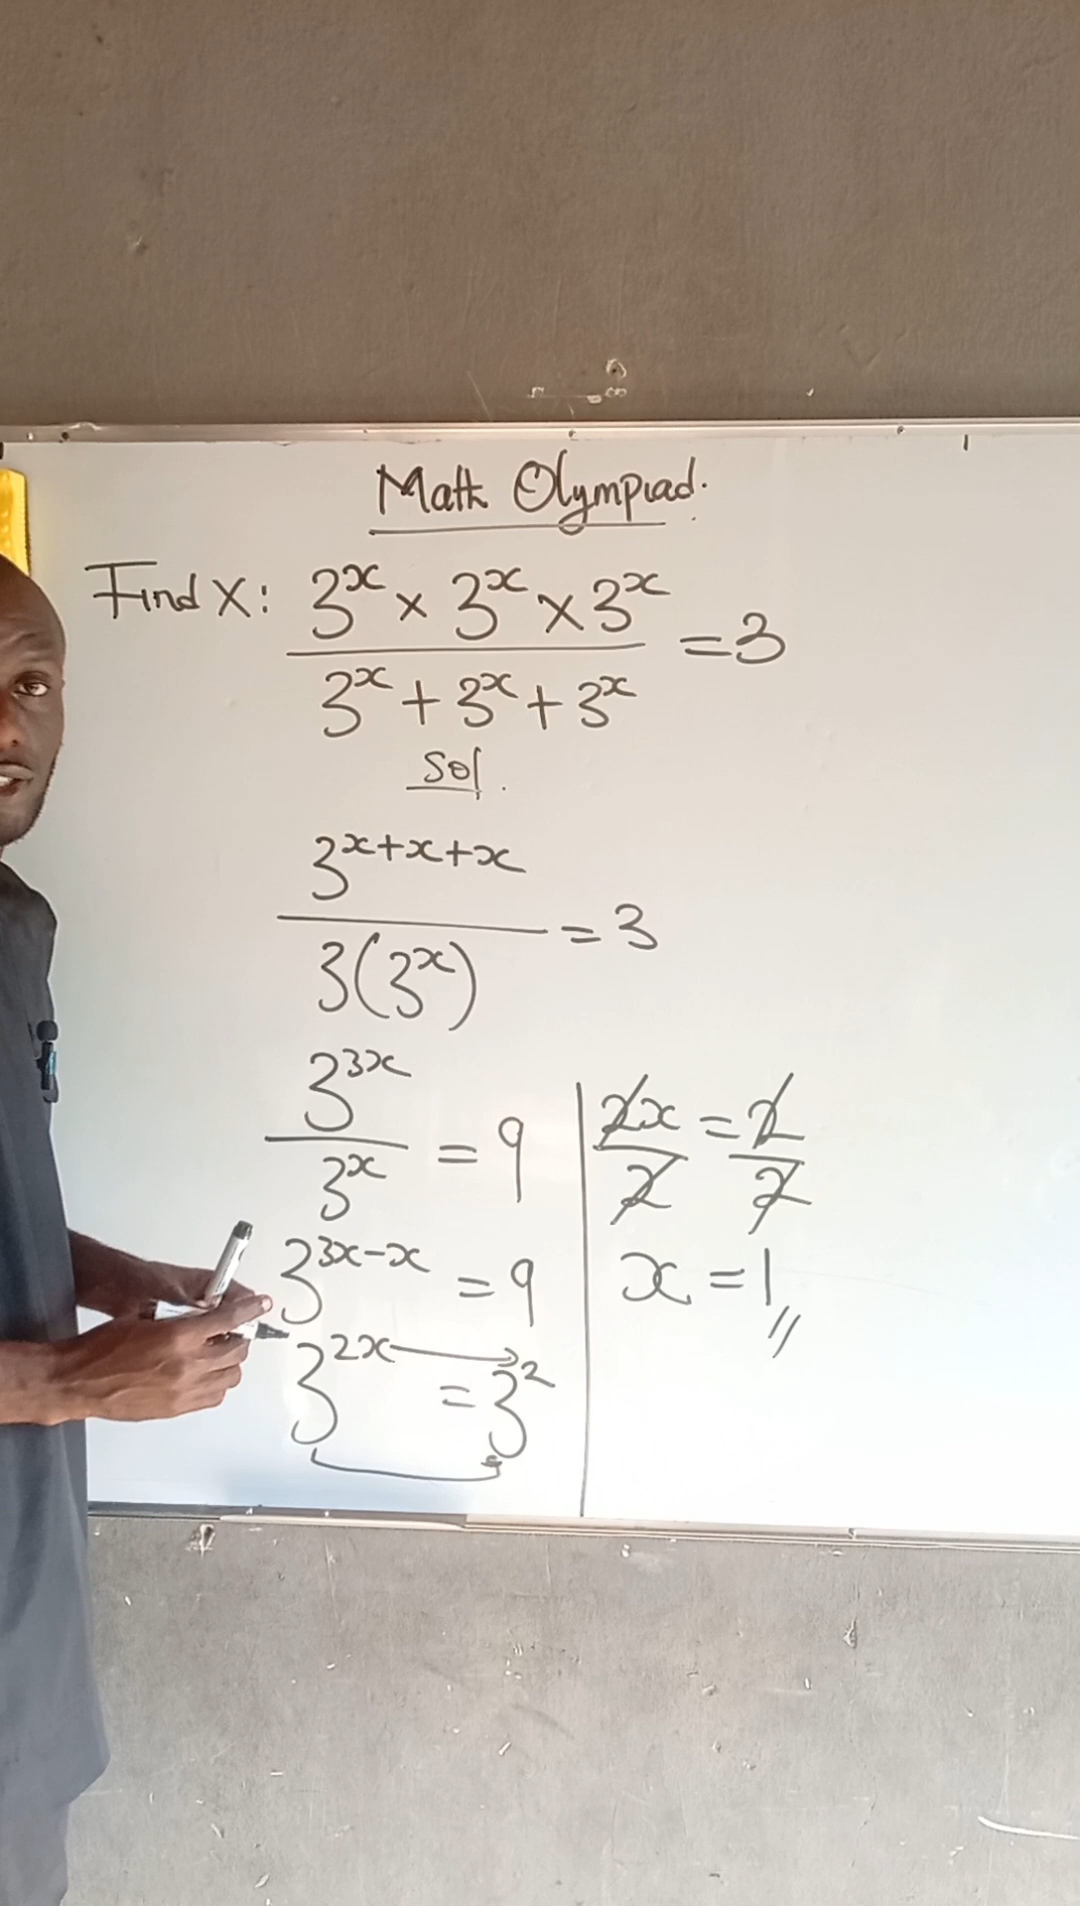 Math Olympiad.
Find X: 3^x × 3^x × 3^x / 3^x + 3^x + 3^x = 3
Sol.
3^x+x+x / 3(3^x) = 3
3^3x / 3^x = 9
3^3x-x = 9
3^2x = 3^2
2x / 2 = 2 / 2
x = 1 //